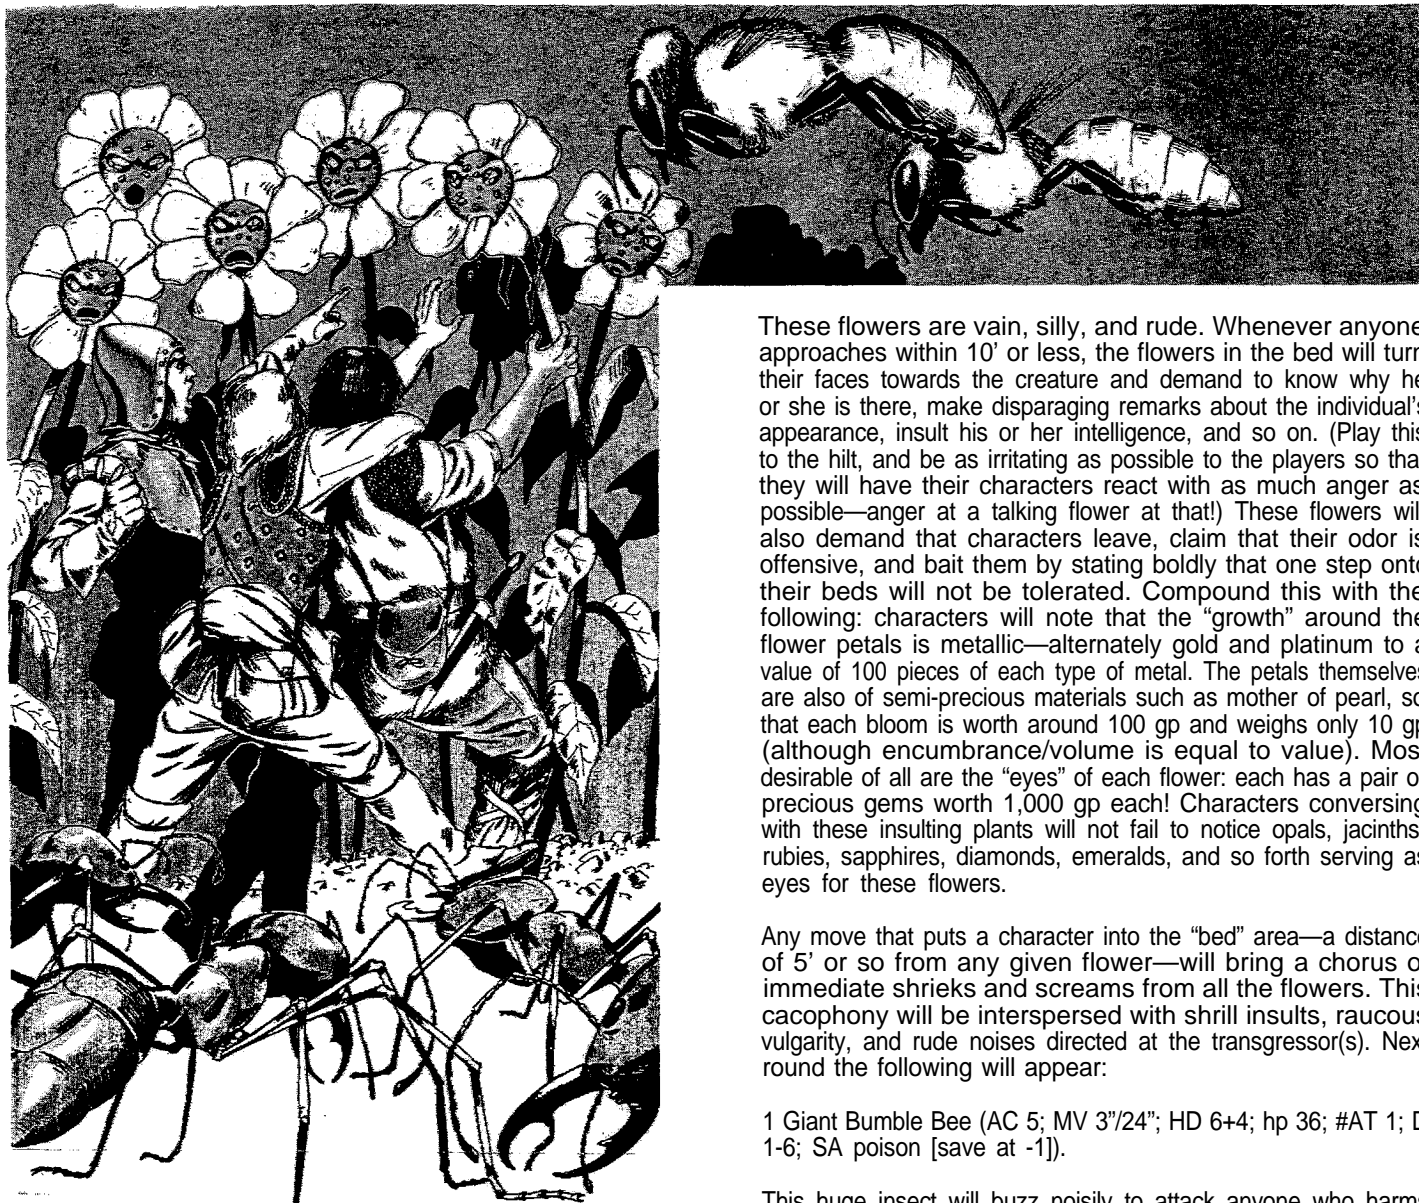 These flowers are vain, silly, and rude. Whenever anyone
approaches within 10’ or less, the flowers in the bed will turn
their faces towards the creature and demand to know why he
or she is there, make disparaging remarks about the individual’s
appearance, insult his or her intelligence, and so on. (Play this
to the hilt, and be as irritating as possible to the players so tha
they will have their characters react with as much anger as
possible—anger at a talking flower at that!) These flowers wil
also demand that characters leave, claim that their odor is
offensive, and bait them by stating boldly that one step onto
their beds will not be tolerated. Compound this with the
following: characters will note that the “growth” around the
flower petals is metallic—alternately gold and platinum to a
value of 100 pieces of each type of metal. The petals themselves
are also of semi-precious materials such as mother of pearl, so
that each bloom is worth around 100 gp and weighs only 10 gp
(although encumbrance/volume is equal to value). Mos
desirable of all are the “eyes” of each flower: each has a pair o
precious gems worth 1,000 gp each! Characters conversing
with these insulting plants will not fail to notice opals, jacinths
rubies, sapphires, diamonds, emeralds, and so forth serving as
eyes for these flowers.
Any move that puts a character into the “bed” area—a distance
of 5’ or so from any given flower—will bring a chorus o
immediate shrieks and screams from all the flowers. This
cacophony will be interspersed with shrill insults, raucous
vulgarity, and rude noises directed at the transgressor(s). Nex
round the following will appear:
1 Giant Bumble Bee (AC 5; MV 3”/24”; HD 6+4; hp 36; #AT 1; D
1-6; SA poison [save at -1]).
This huge insect will buzz noisily to attack anyone who harms